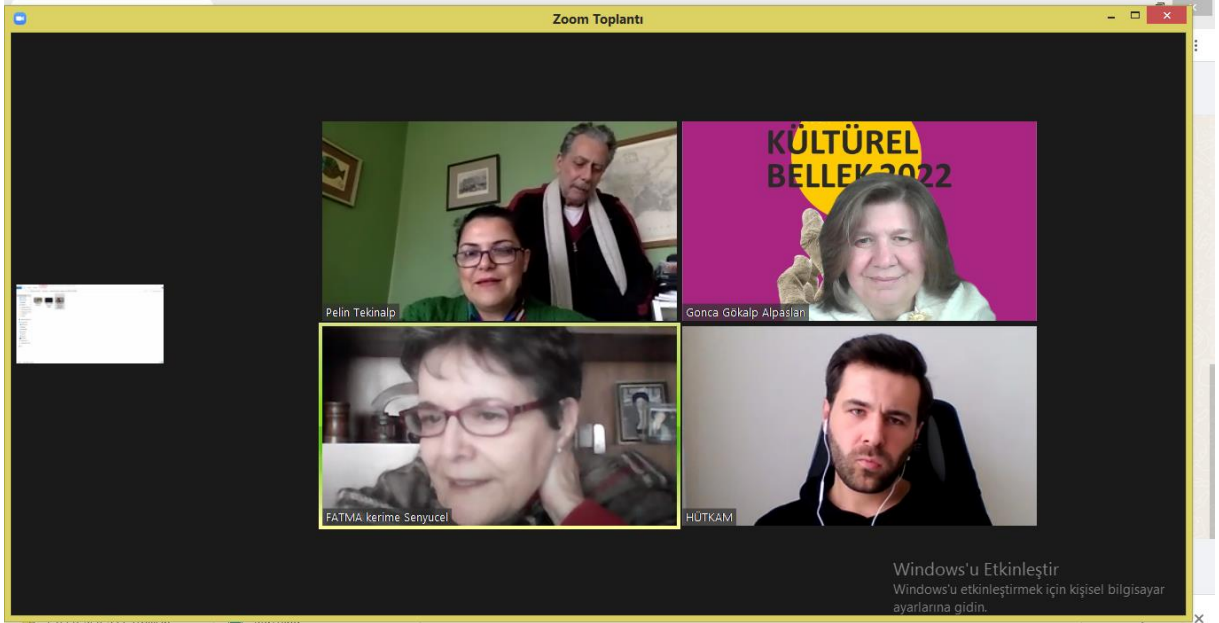 Zoom Toplantı
KÜLTÜREL
BELLEK 2022
Pelin Tekinalp
Gonca Gökalp Alpaslan
FATMA kerime Senyucel
HÜTKAM
Windows'u Etkinleştir
Windows'u etkinleştirmek için kişisel bilgisayar
ayarlarına gidin.